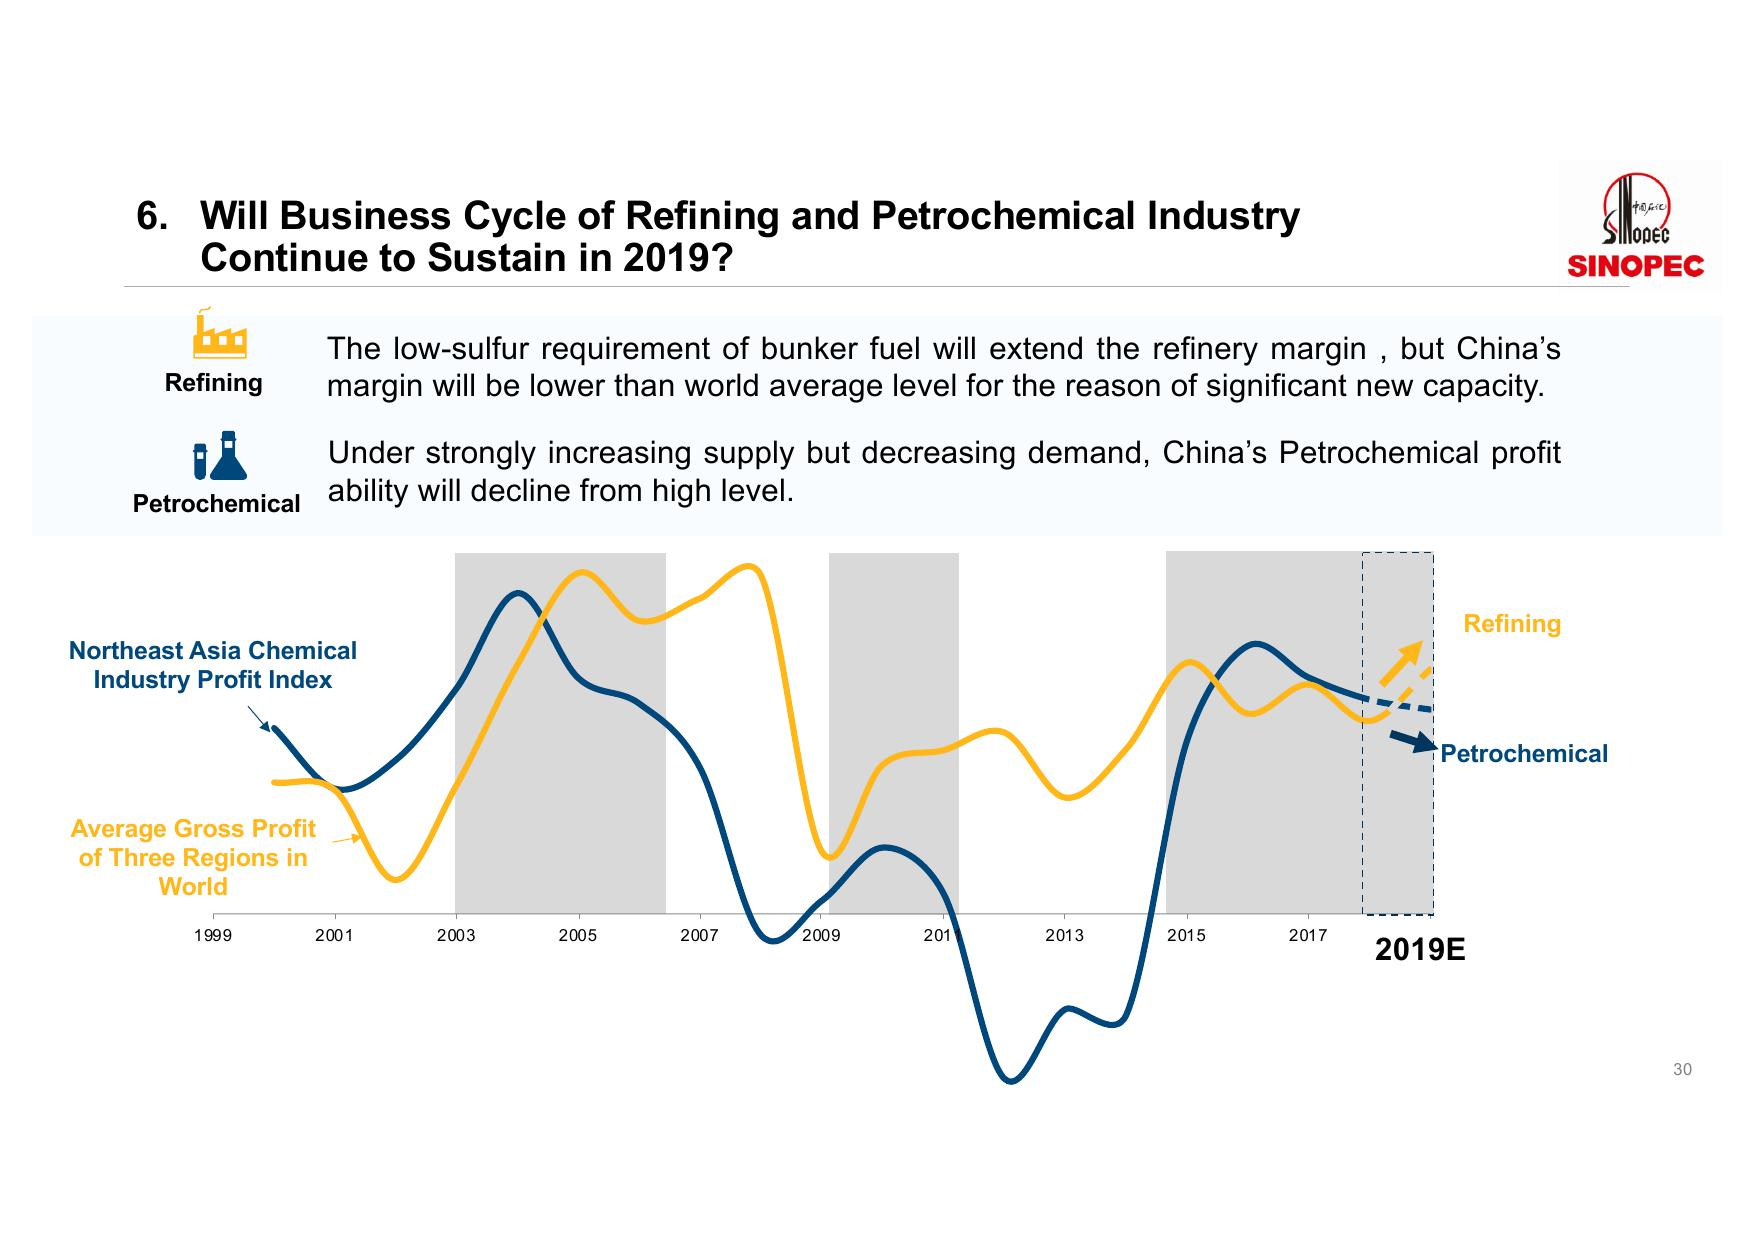 6. Will Business Cycle of Refining and Petrochemical Industry
Continue to Sustain in 2019?
SINOPEC
SINOPEC
Refining
The low-sulfur requirement of bunker fuel will extend the refinery margin , but China’s
margin will be lower than world average level for the reason of significant new capacity.
Petrochemical
Under strongly increasing supply but decreasing demand, China’s Petrochemical profit
ability will decline from high level.
Northeast Asia Chemical
Industry Profit Index
Average Gross Profit
of Three Regions in
World
Refining
Petrochemical
1999 2001 2003 2005 2007 2009 2011 2013 2015 2017
2019E
30